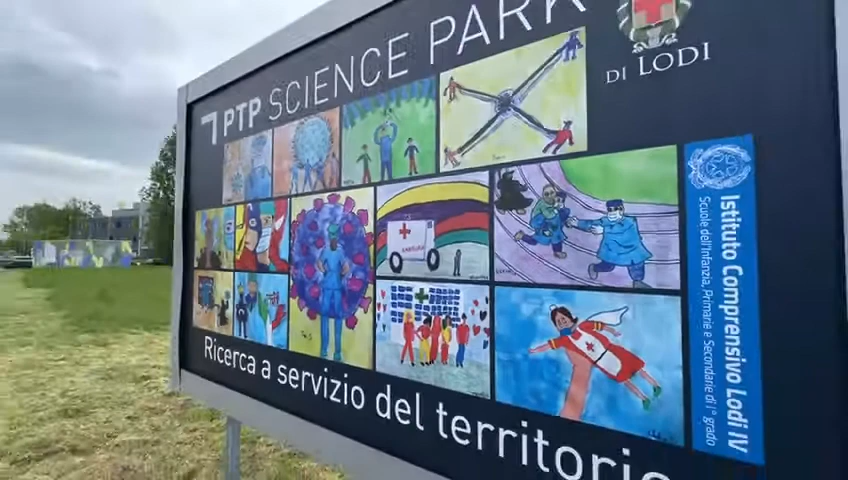 PTP SCIENCE PARK
DI LODI
Istituto Comprensivo Lodi IV
Scuole dell'Infanzia, Primarie e Secondarie di I° grado
Ricerca a servizio del territorio